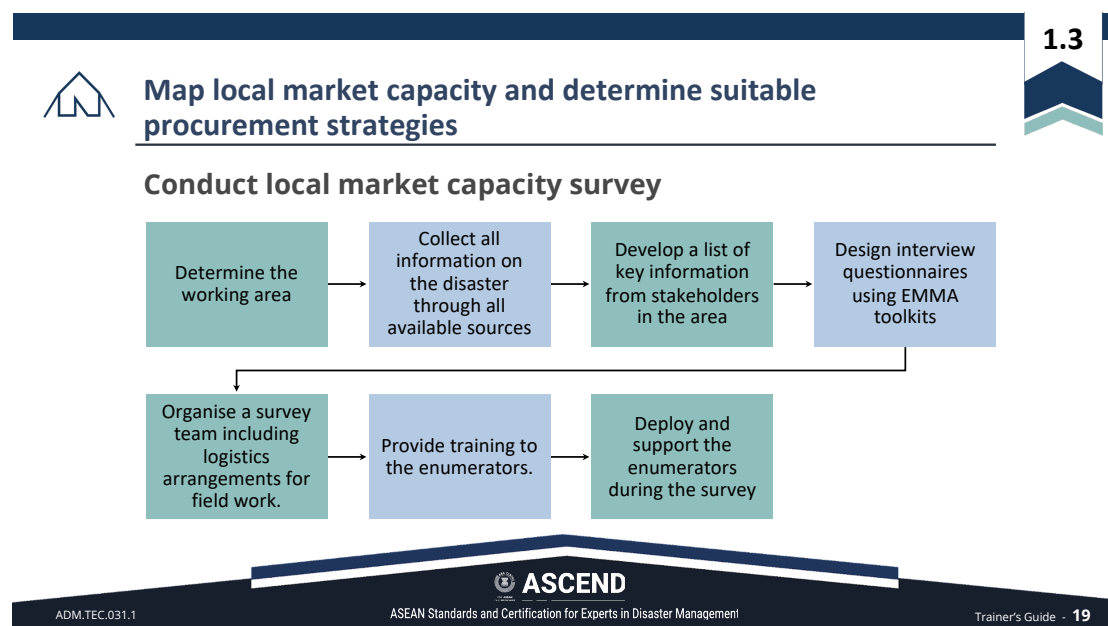 1.3
Map local market capacity and determine suitable
procurement strategies
Conduct local market capacity survey
Determine the
working area
Collect all
information on
the disaster
through all
available sources
Develop a list of
key information
from stakeholders
in the area
Design interview
questionnaires
using EMMA
toolkits
Organise a survey
team including
logistics
arrangements for
field work.
Provide training to
the enumerators.
Deploy and
support the
enumerators
during the survey
ASCEND
ASEAN Standards and Certification for Experts in Disaster Management
ADM.TEC.031.1
Trainer's Guide - 19